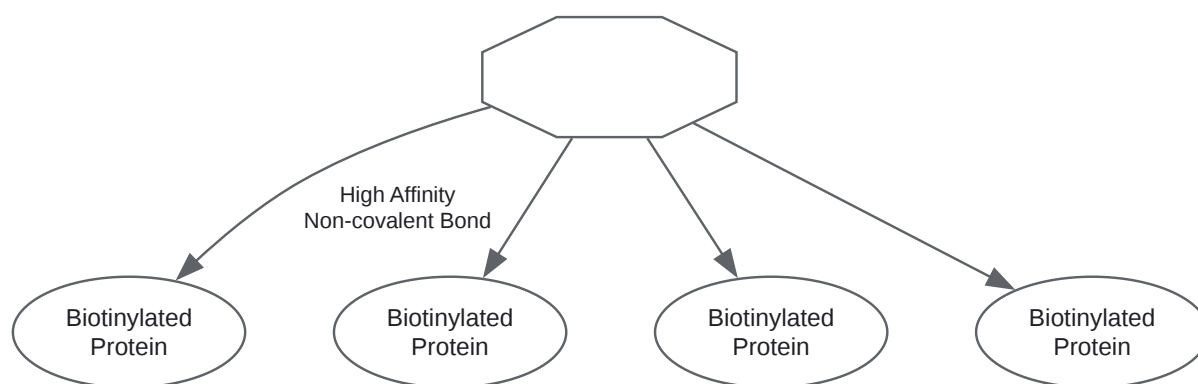 High Affinity
Non-covalent Bond
Biotinylated
Protein
Biotinylated
Protein
Biotinylated
Protein
Biotinylated
Protein